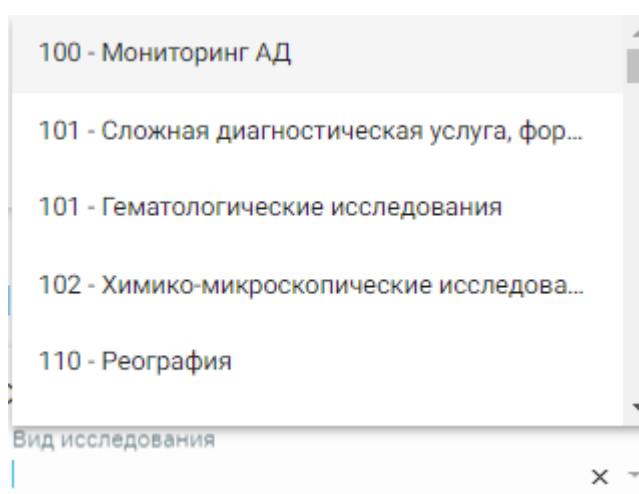 100 - Мониторинг АД
101 - Сложная диагностическая услуга, фор...
101 - Гематологические исследования
102 - Химико-микроскопические исследова...
110 - Реография
Вид исследования